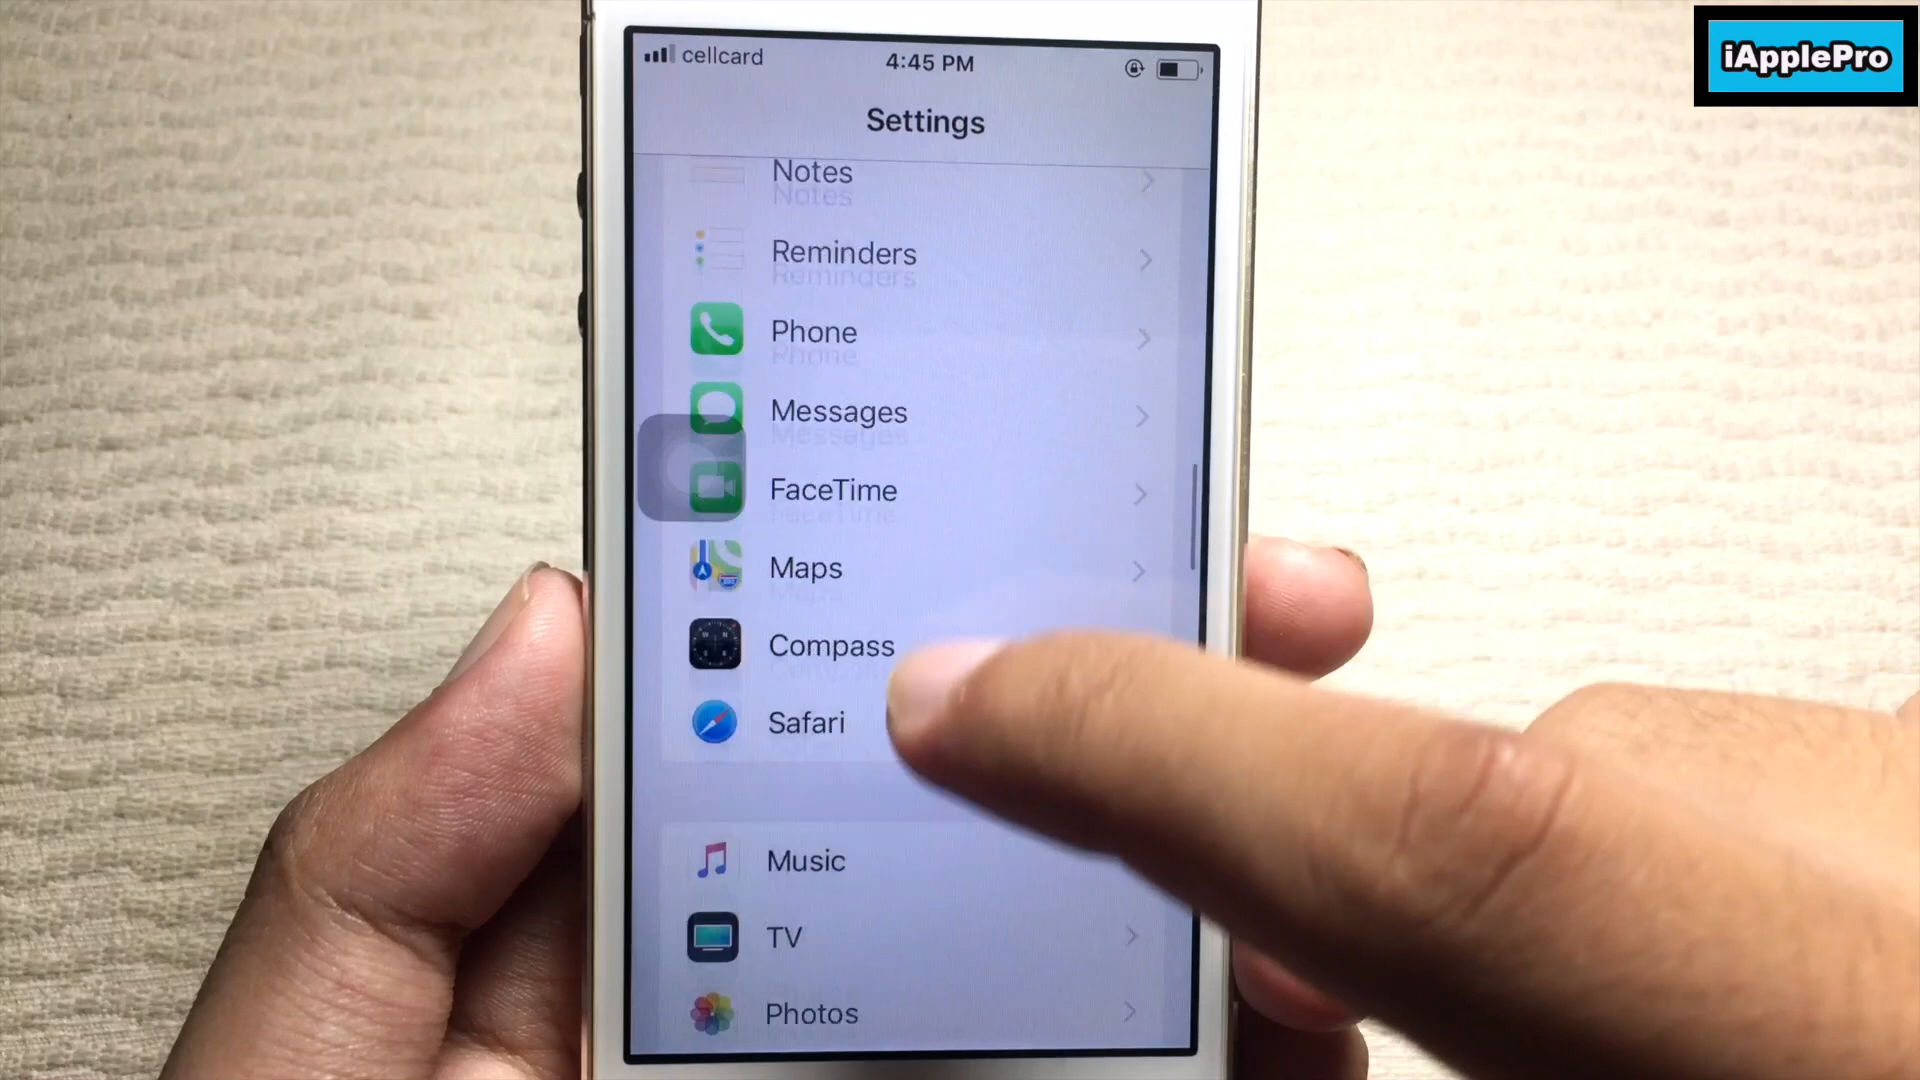 cellcard 4:45 PM
iApplePro
Settings
Notes
Reminders
Phone
Messages
FaceTime
Maps
Compass
Safari
Music
TV
Photos